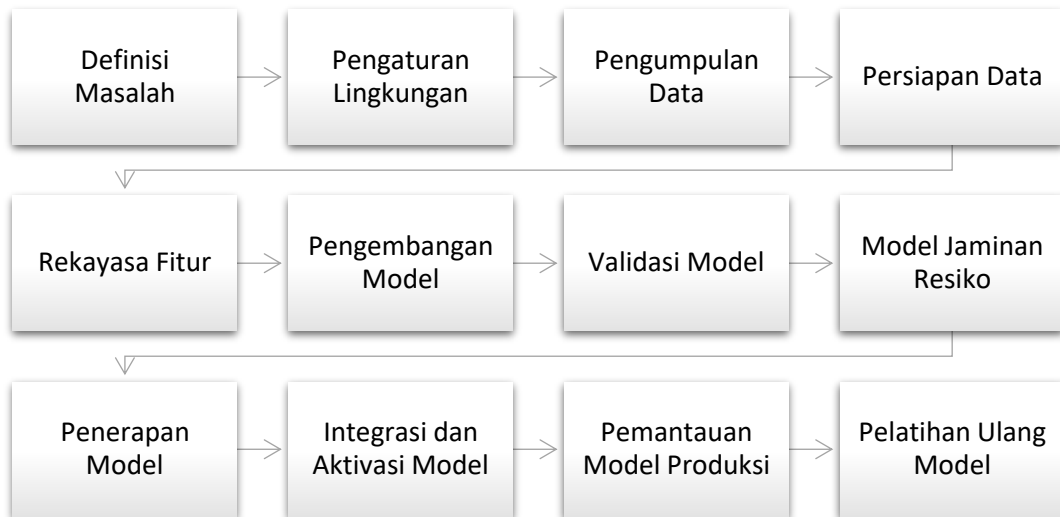 Definisi
Masalah
Pengaturan
Lingkungan
Pengumpulan
Data
Persiapan Data
Rekayasa Fitur
Pengembangan
Model
Validasi Model
Model Jaminan
Resiko
Penerapan
Model
Integrasi dan
Aktivasi Model
Pemantauan
Model Produksi
Pelatihan Ulang
Model